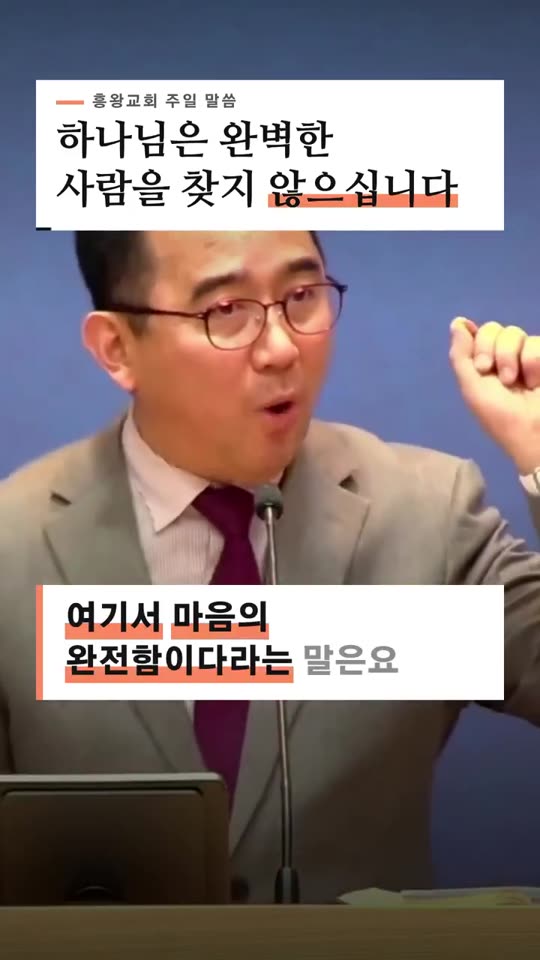 흥왕교회 주일 말씀
하나님은 완벽한
사람을 찾지 않으십니다
여기서 마음의
완전함이다라는 말은요